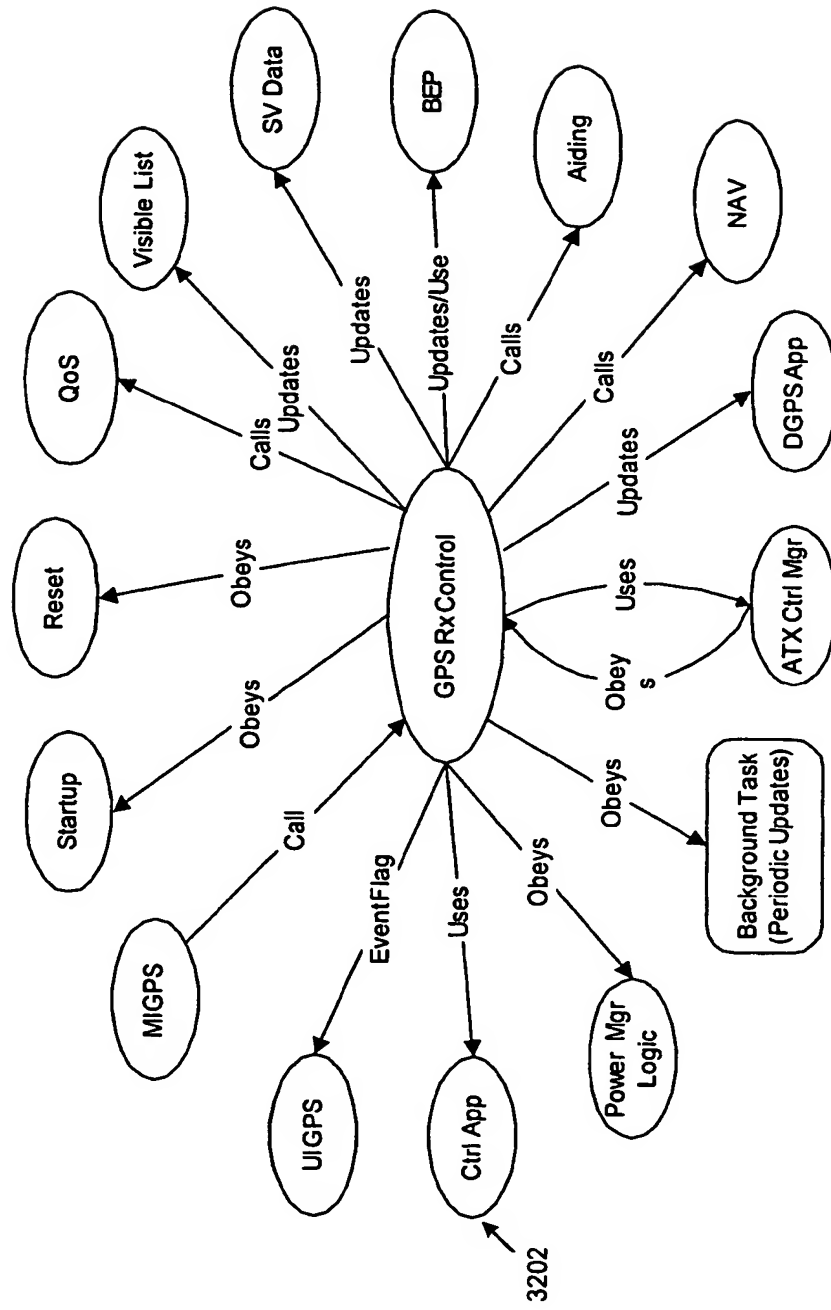 SV Data
Visible List
BEP
QoS
Updates
Aiding
Updates
Updates/Use
Reset
Calls
Calls
NAV
Obeys
Calls
Startup
DGPS App
Obeys
GPS Rx Control
Updates
MIGPS
Call
Uses
ATX Ctrl Mgr
Obey
s
EventFlag
Obeys
UIGPS
Uses
Obeys
Background Task
(Periodic Updates)
Ctrl App
Power Mgr
Logic
3202